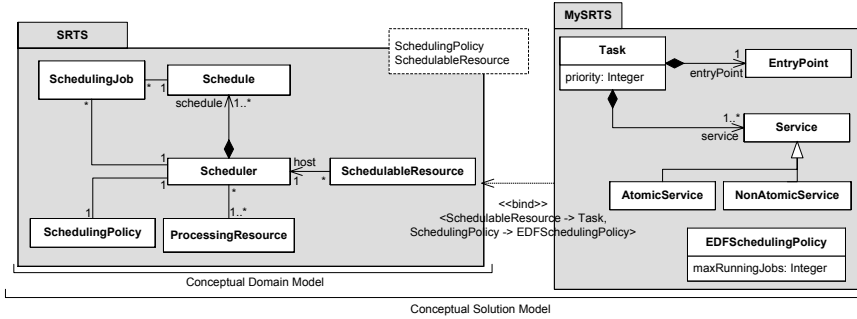 SRTS
SchedulingPolicy
SchedulableResource
SchedulingJob
*
1
Schedule
schedule
1..*
*
1
1
1
Scheduler
host
1
*
SchedulableResource
*
1..*
1
SchedulingPolicy
ProcessingResource
Conceptual Domain Model
<<bind>>
<SchedulableResource -> Task,
SchedulingPolicy -> EDFSchedulingPolicy>
MySRTS
Task
priority: Integer
1
entryPoint
EntryPoint
1..*
service
Service
AtomicService
NonAtomicService
EDFSchedulingPolicy
maxRunningJobs: Integer
Conceptual Solution Model